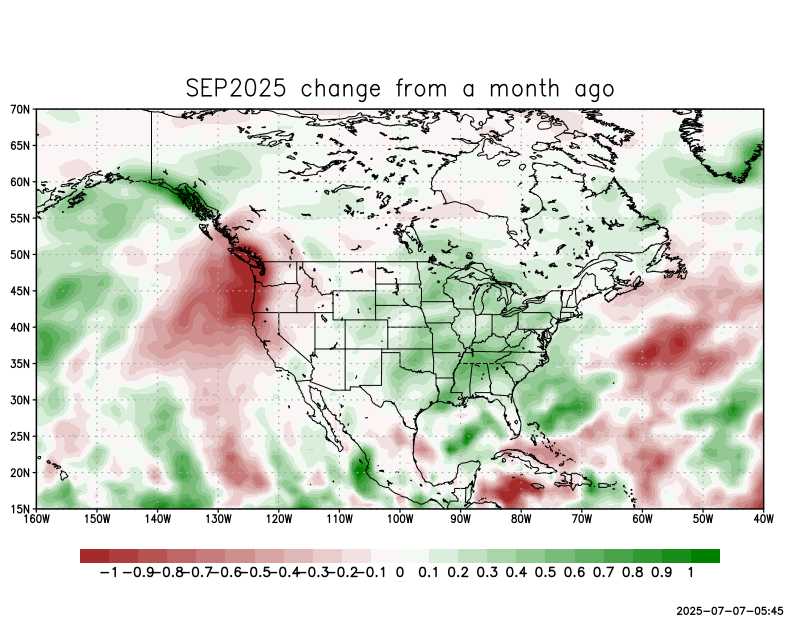 SEP2025 change from a month ago
70N
65N
60N
55N
50N
45N
40N
35N
30N
25N
20N
15N
160W 150W 140W 130W 120W 110W 100W 90W 80W 70W 60W 50W 40W
-1 -0.9 -0.8 -0.7 -0.6 -0.5 -0.4 -0.3 -0.2 -0.1 0 0.1 0.2 0.3 0.4 0.5 0.6 0.7 0.8 0.9 1
2025-07-07-05:45